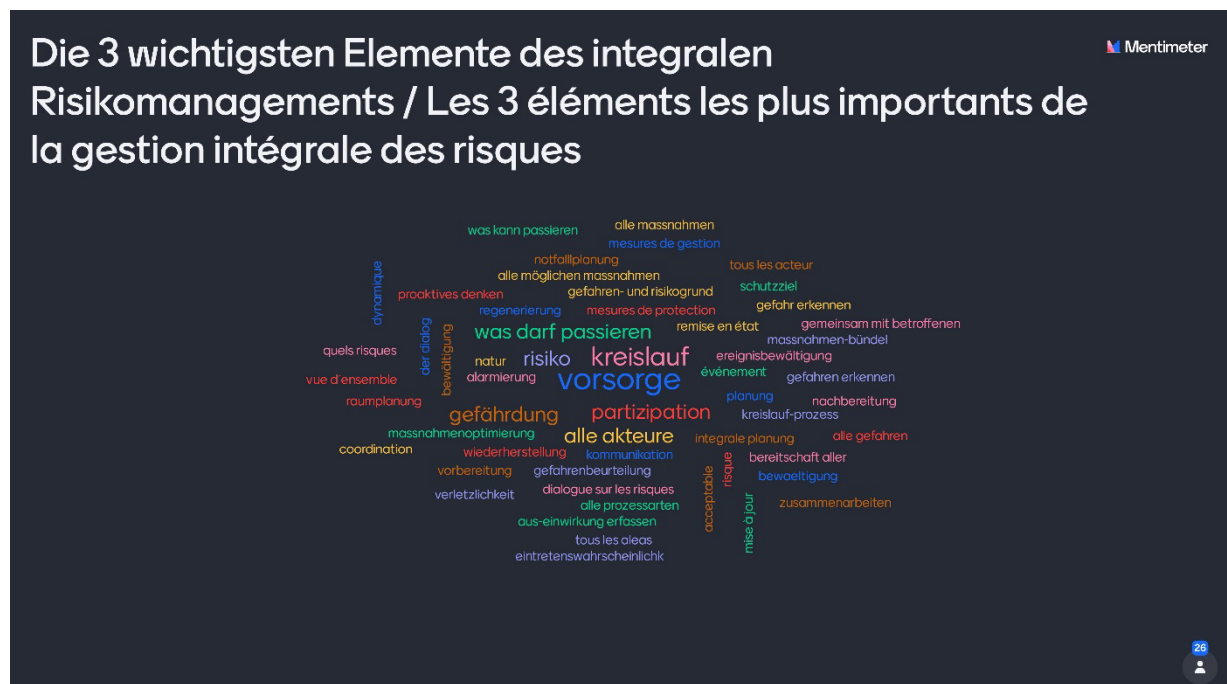 Die 3 wichtigsten Elemente des integralen
Risikomanagements / Les 3 éléments les plus importants de
la gestion intégrale des risques
Mentimeter
was kann passieren
alle massnahmen
mesures de gestion
notfalllplanung
tous les acteur
dynamique
alle möglichen massnahmen
proaktives denken
gefahren- und risikogrund
schutzziel
gefahr erkennen
regenerierung
mesures de protection
was darf passieren
remise en état
gemeinsam mit betroffenen
massnahmen-bündel
der dialog
bewältigung
quels risques
natur
risiko
kreislauf
ereignisbewältigung
vue d'ensemble
alarmierung
vorsorge
événement
gefahren erkennen
raumplanung
gefährdung
partizipation
planung
nachbereitung
kreislauf-prozess
massnahmenoptimierung
alle akteure
integrale planung
alle gefahren
coordination
wiederherstellung
kommunikation
risque
bereitschaft aller
vorbereitung
gefahrenbeurteilung
bewaeltigung
verletzlichkeit
dialogue sur les risques
acceptable
alle prozessarten
mise à jour
zusammenarbeiten
aus-einwirkung erfassen
tous les aleas
eintretenswahrscheinlichk
26